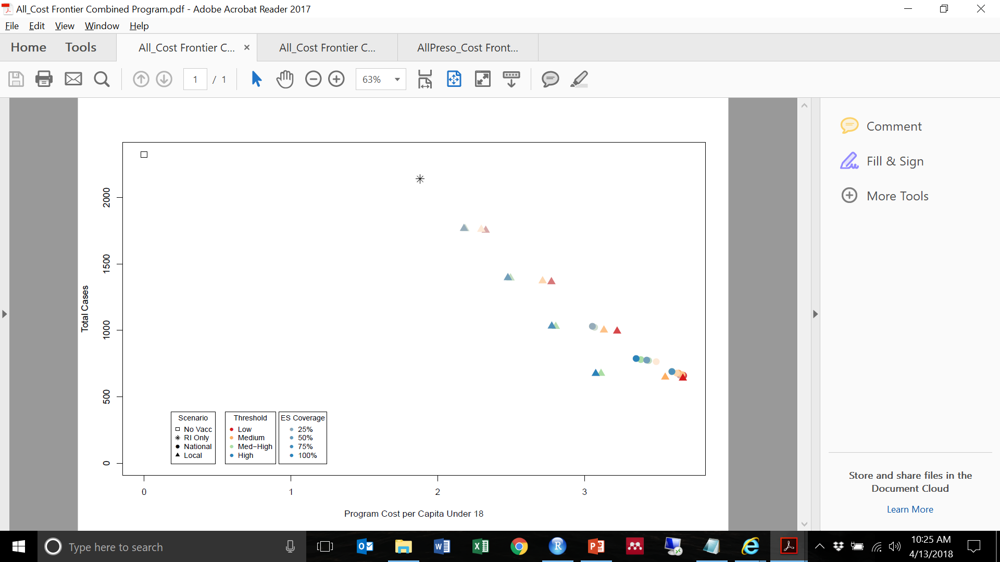 All_Cost Frontier Combined Program.pdf - Adobe Acrobat Reader 2017
File Edit View Window Help
Home Tools All_Cost Frontier C... × All_Cost Frontier C... AllPreso_Cost Front...
1 / 1 63%
Comment
Fill & Sign
More Tools
Store and share files in the
Document Cloud
Learn More
Total Cases
2000
1500
1000
500
0
Scenario
No Vacc
RI Only
National
Local
Threshold
Low
Medium
Med−High
High
ES Coverage
25%
50%
75%
100%
0 1 2 3
Program Cost per Capita Under 18
Type here to search
10:25 AM
4/13/2018